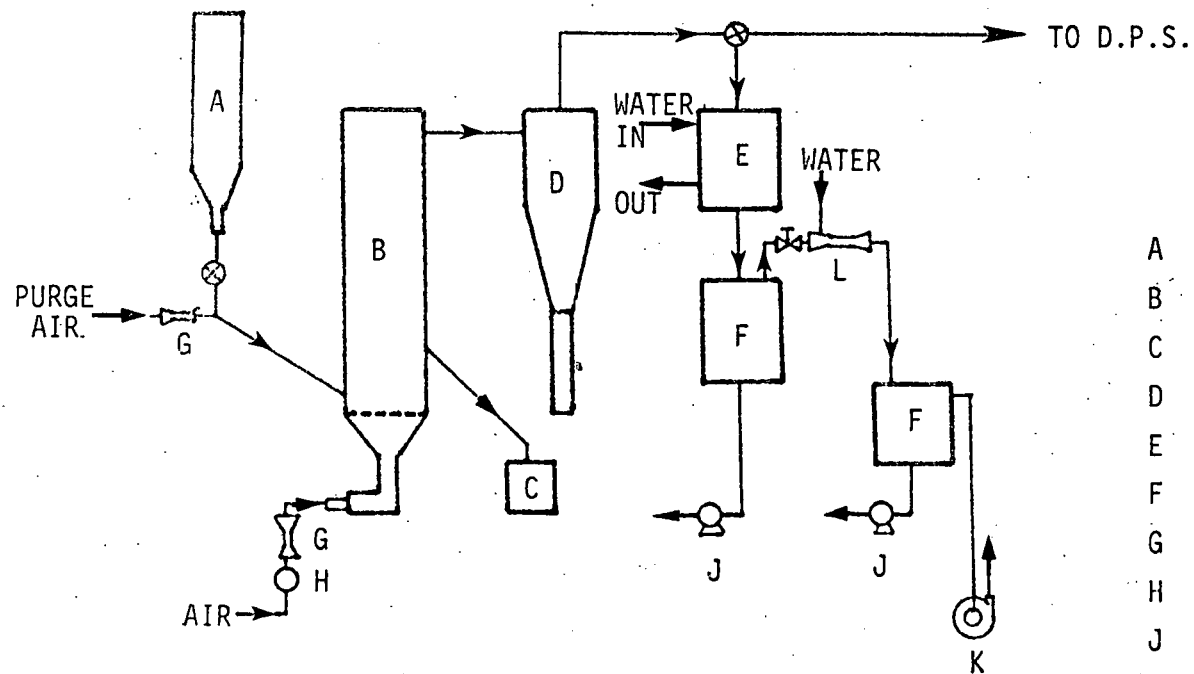 TO D.P.S.
A
WATER
IN
E
WATER
D
OUT
B
A
L
PURGE
AIR.
B
G
F
C
D
F
E
C
F
G
G
J
J
H
H
AIR
J
K